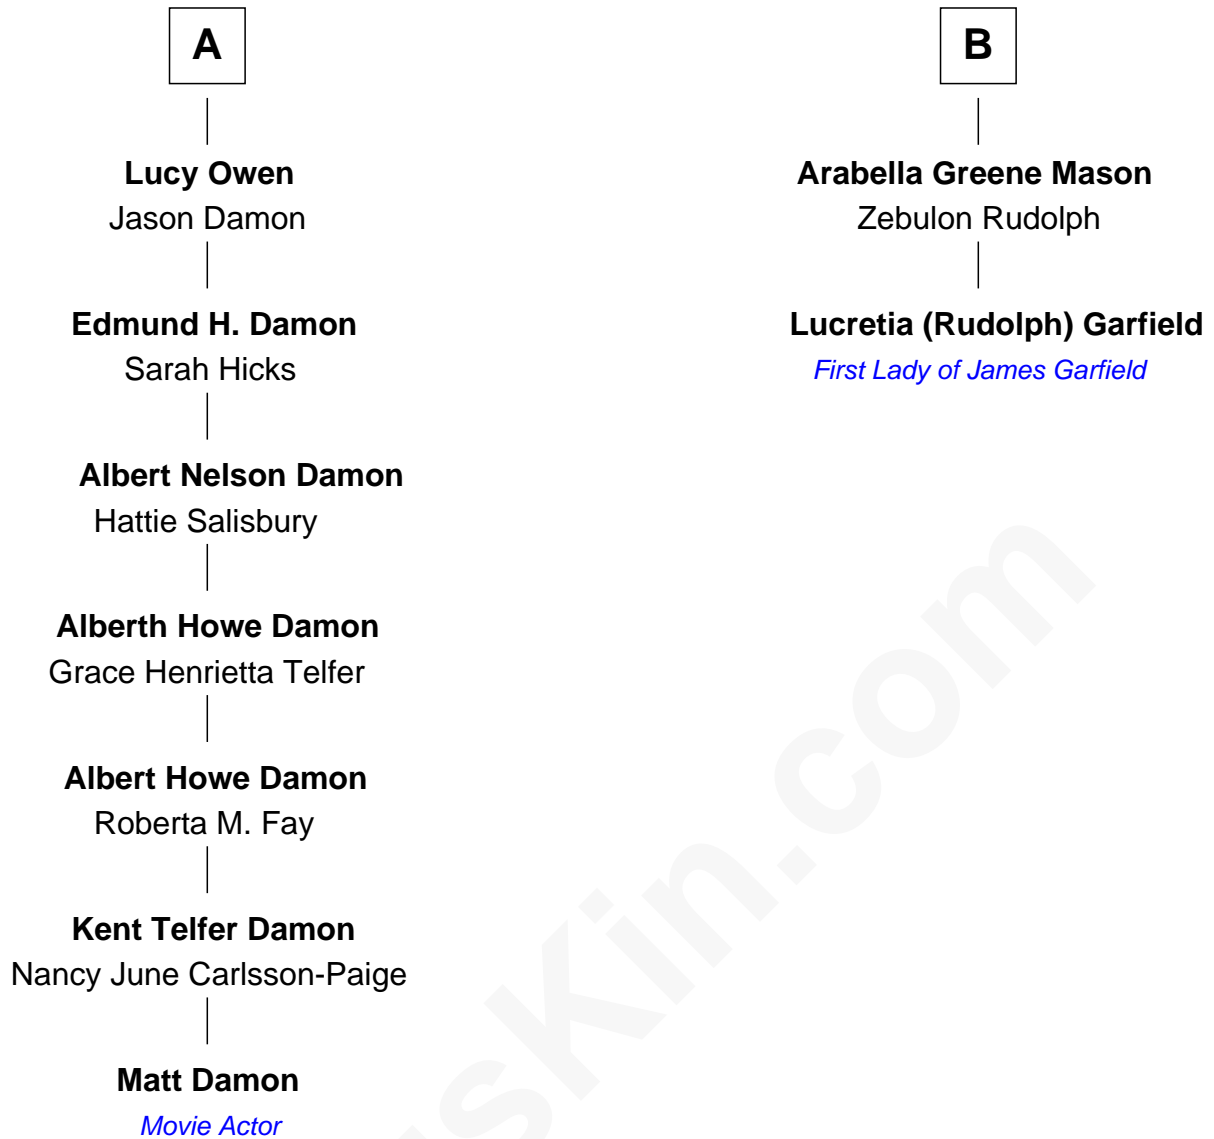 A
Lucy Owen
Jason Damon
Edmund H. Damon
Sarah Hicks
Albert Nelson Damon
Hattie Salisbury
Alberth Howe Damon
Grace Henrietta Telfer
Albert Howe Damon
Roberta M. Fay
Kent Telfer Damon
Nancy June Carlsson-Paige
Matt Damon
Movie Actor
B
Arabella Greene Mason
Zebulon Rudolph
Lucretia (Rudolph) Garfield
First Lady of James Garfield
sKin.com